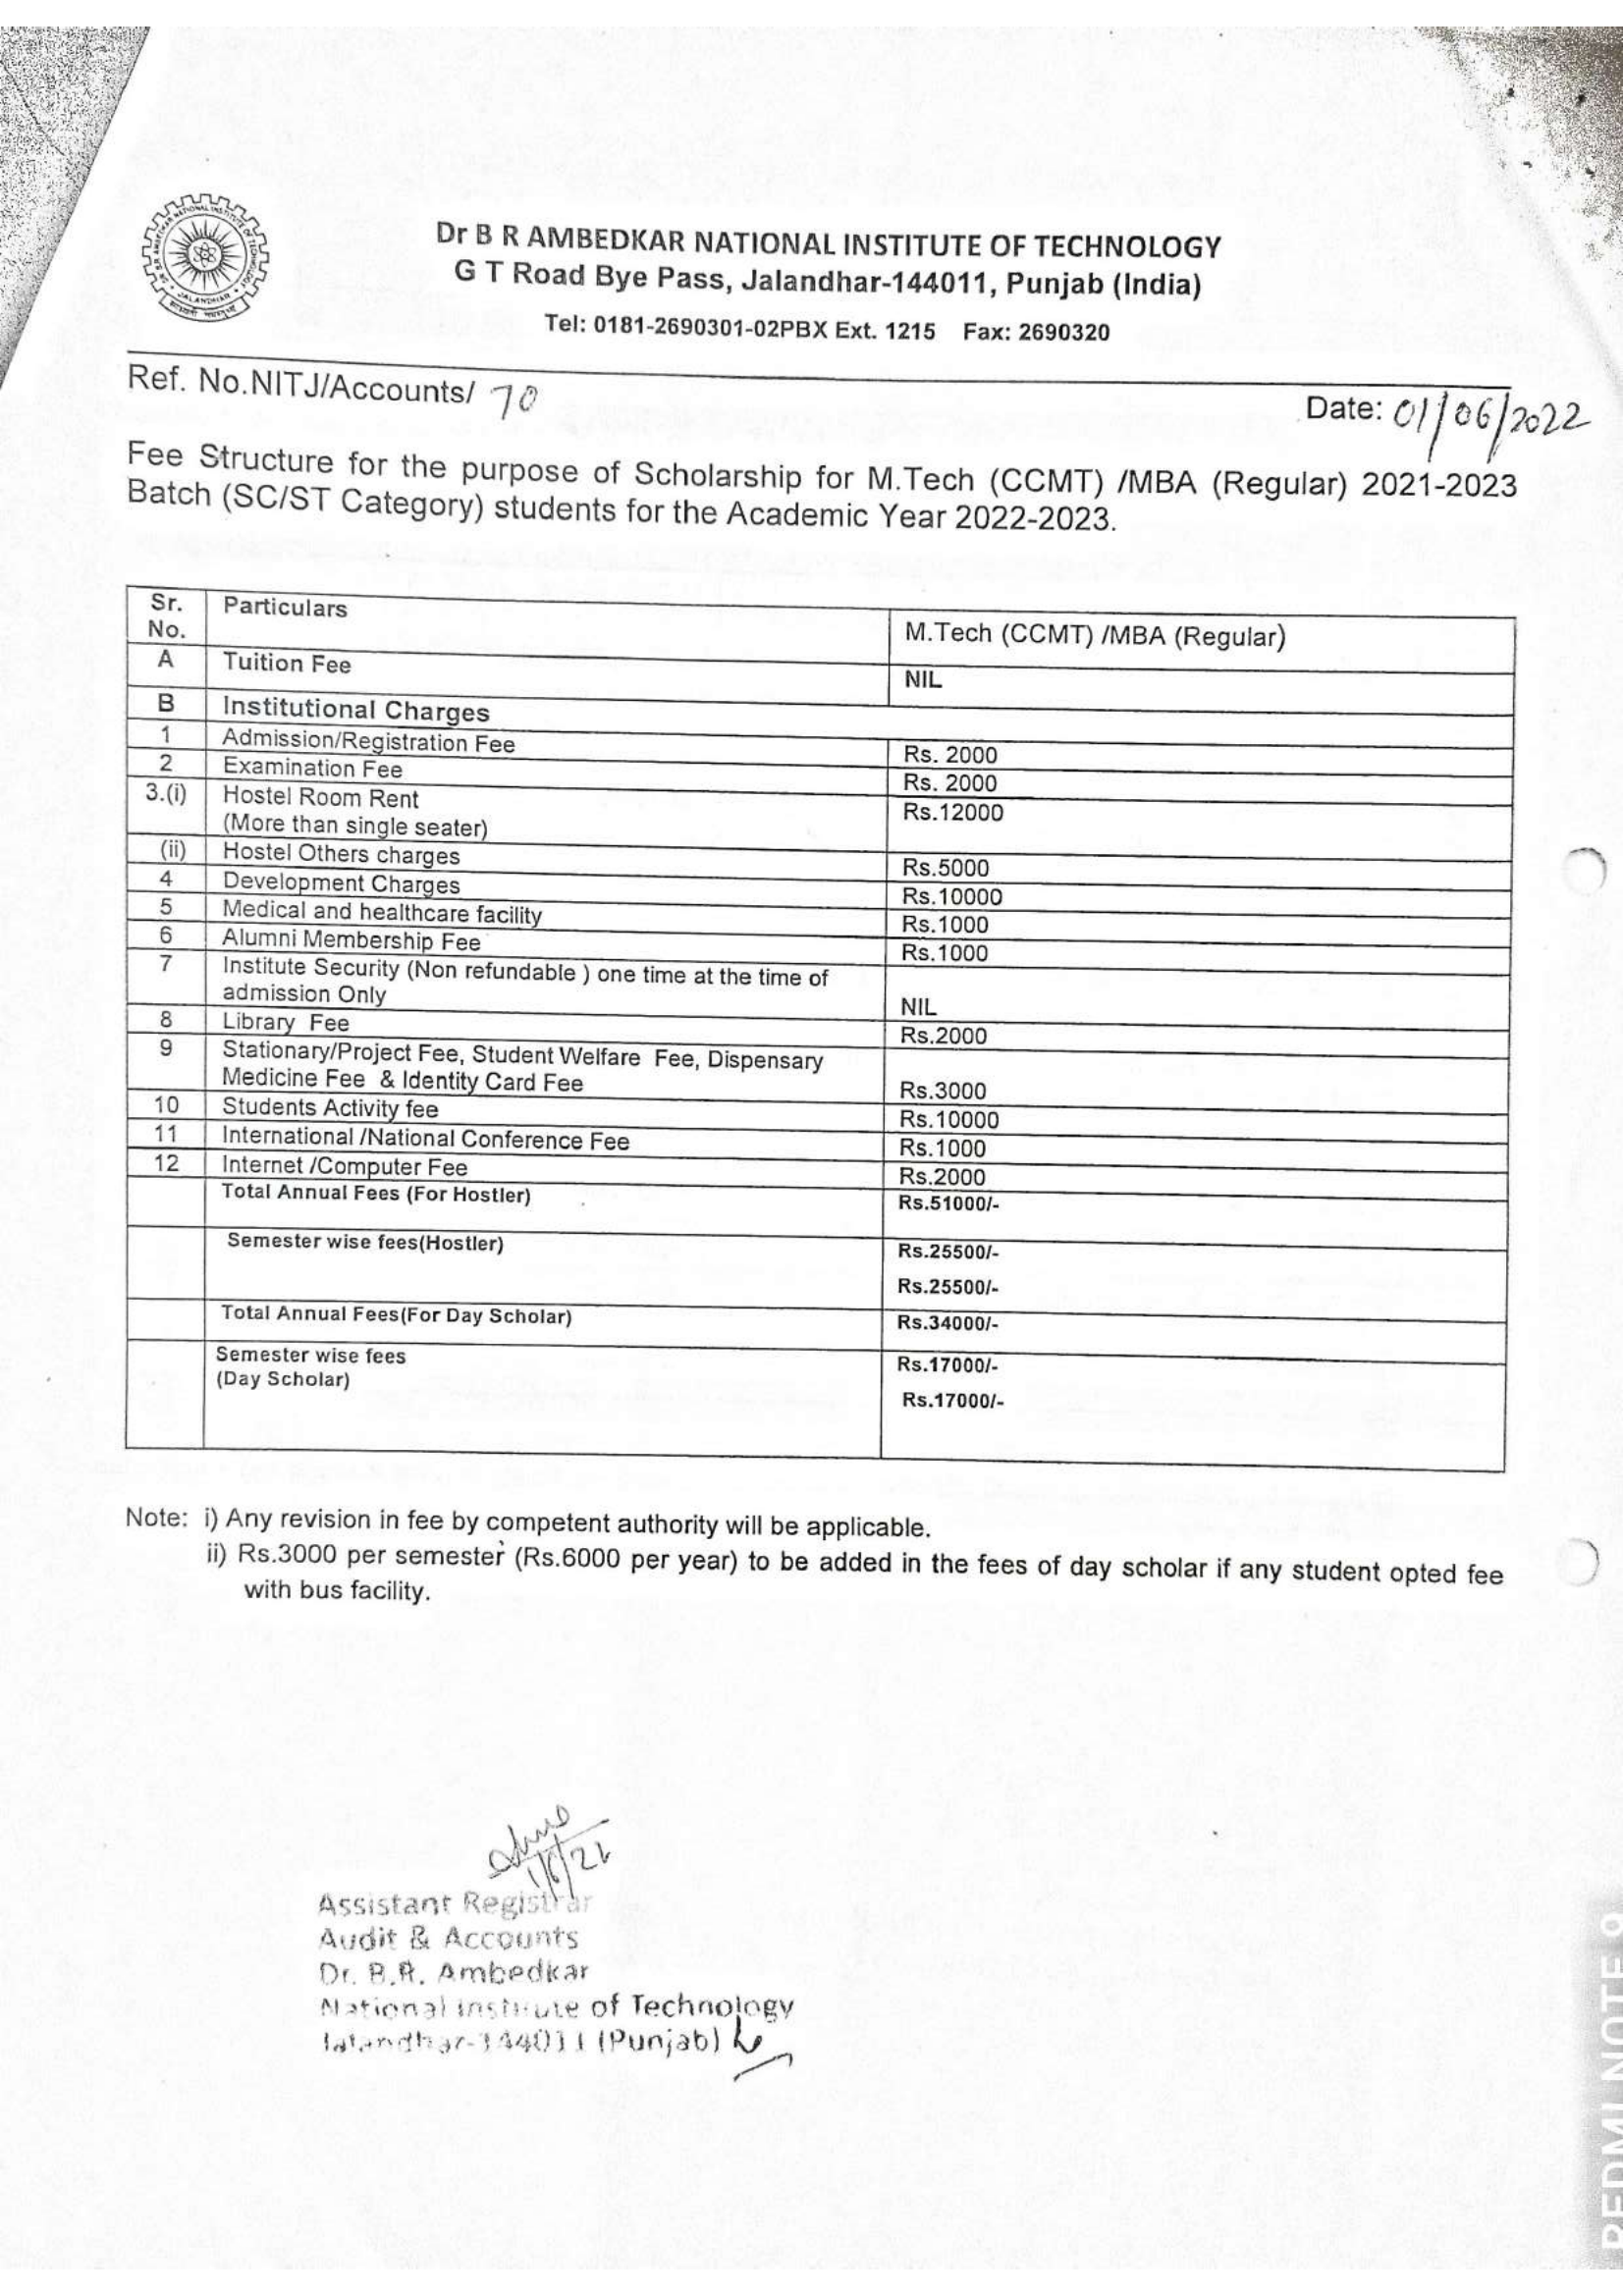 Dr B R AMBEDKAR NATIONAL INSTITUTE OF TECHNOLOGY
G T Road Bye Pass, Jalandhar-144011, Punjab (India)
Tel: 0181-2690301-02PBX Ext. 1215 Fax: 2690320
JALANDHAR
Ref. No.NITJ/Accounts/ 70
Date: 01/06/2022
Fee Structure for the purpose of Scholarship for M.Tech (CCMT) /MBA (Regular) 2021-2023
Batch (SC/ST Category) students for the Academic Year 2022-2023.
Sr. No. Particulars M.Tech (CCMT) /MBA (Regular)
A Tuition Fee NIL
B Institutional Charges
1 Admission/Registration Fee Rs. 2000
2 Examination Fee Rs. 2000
3.(i) Hostel Room Rent Rs.12000
(More than single seater)
(ii) Hostel Others charges Rs.5000
4 Development Charges Rs.10000
5 Medical and healthcare facility Rs.1000
6 Alumni Membership Fee Rs.1000
7 Institute Security (Non refundable ) one time at the time of
admission Only NIL
8 Library Fee Rs.2000
9 Stationary/Project Fee, Student Welfare Fee, Dispensary
Medicine Fee & Identity Card Fee Rs.3000
10 Students Activity fee Rs.10000
11 International /National Conference Fee Rs.1000
12 Internet /Computer Fee Rs.2000
Total Annual Fees (For Hostler) Rs.51000/-
Semester wise fees(Hostler) Rs.25500/-
Rs.25500/-
Total Annual Fees(For Day Scholar) Rs.34000/-
Semester wise fees Rs.17000/-
(Day Scholar)
Rs.17000/-
Note: i) Any revision in fee by competent authority will be applicable.
ii) Rs.3000 per semester (Rs.6000 per year) to be added in the fees of day scholar if any student opted fee
with bus facility.
Assistant Registrar
Audit & Accounts
Dr. B.R. Ambedkar
National Institute of Technology
Jalandhar-144011 (Punjab)
REDMI NOTE 9